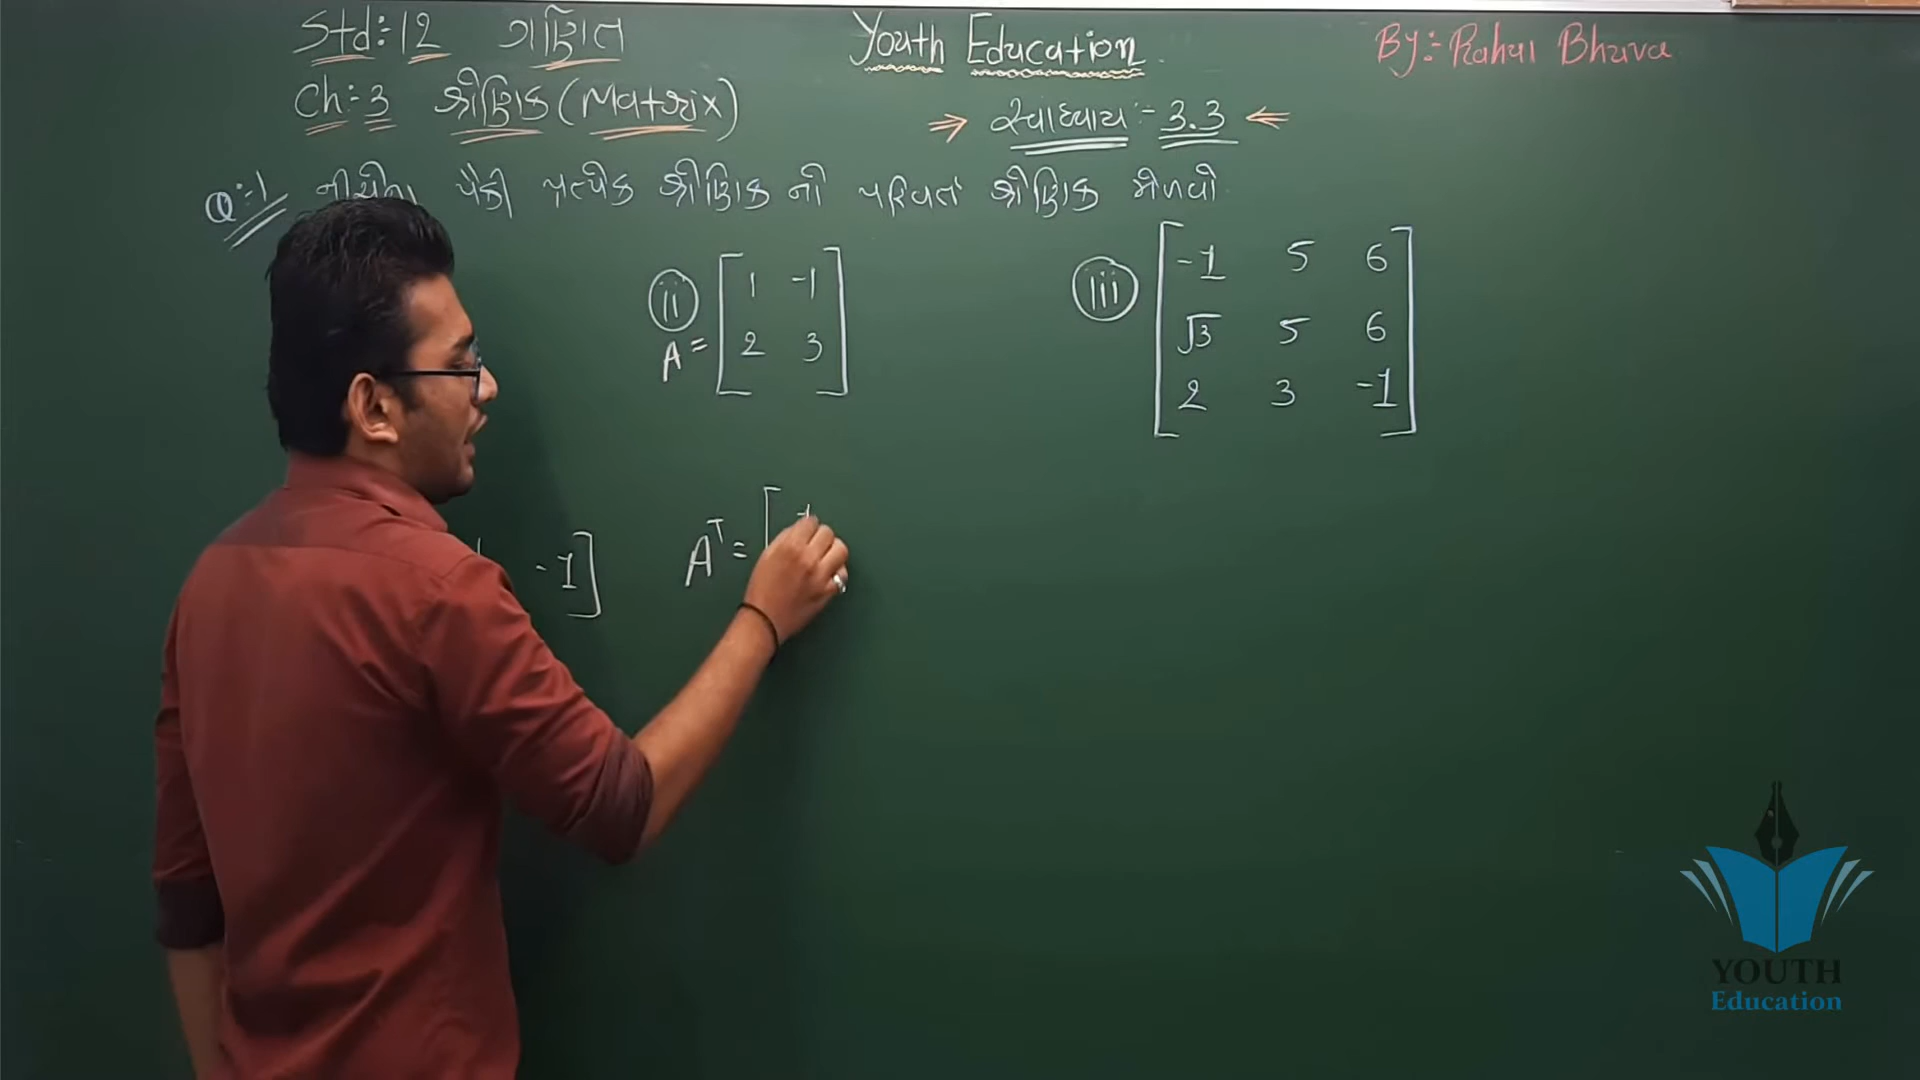 Std:-12 ગણિત
Youth Education
By:- Rahul Bhuva
Ch:-3 શ્રેણિક (Matrix)
⇒ સ્વાધ્યાય:- 3.3 ⇐
Q:-1 પૈકી પ્રત્યેક શ્રેણિક નો પરિવર્ત શ્રેણિક મેળવો
ii A = [ 1 -1
2 3 ]
iii [ -1 5 6
√3 5 6
2 3 -1 ]
-1 ]
A^T = [
YOUTH
Education